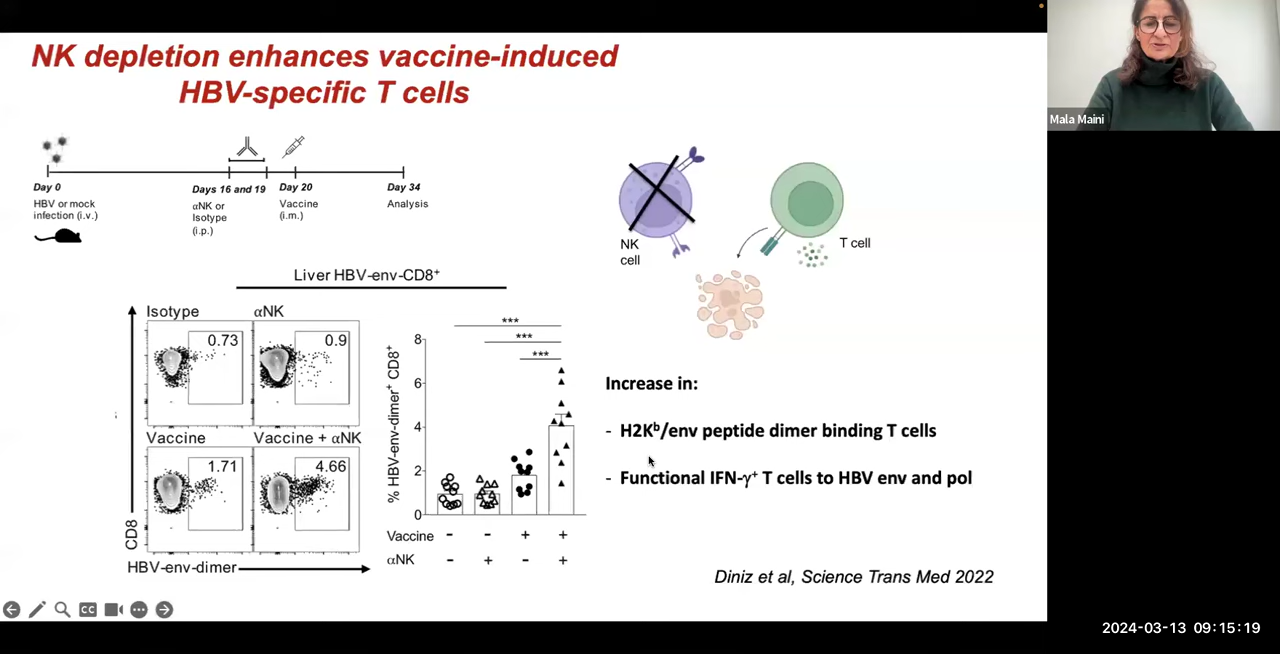 NK depletion enhances vaccine-induced
HBV-specific T cells
Mala Maini
Day 0
HBV or mock
infection (i.v.)
Days 16 and 19
αNK or
Isotype
(i.p.)
Day 20
Vaccine
(i.m.)
Day 34
Analysis
NK
cell
T cell
Liver HBV-env-CD8⁺
Isotype
αNK
0.73
0.9
Vaccine
Vaccine + αNK
1.71
4.66
CD8
HBV-env-dimer
% HBV-env-dimer⁺ CD8⁺
8
6
4
2
0
***
***
***
Vaccine - - + +
αNK - + - +
Increase in:
- H2Kᵇ/env peptide dimer binding T cells
- Functional IFN-γ⁺ T cells to HBV env and pol
Diniz et al, Science Trans Med 2022
CC
2024-03-13 09:15:19